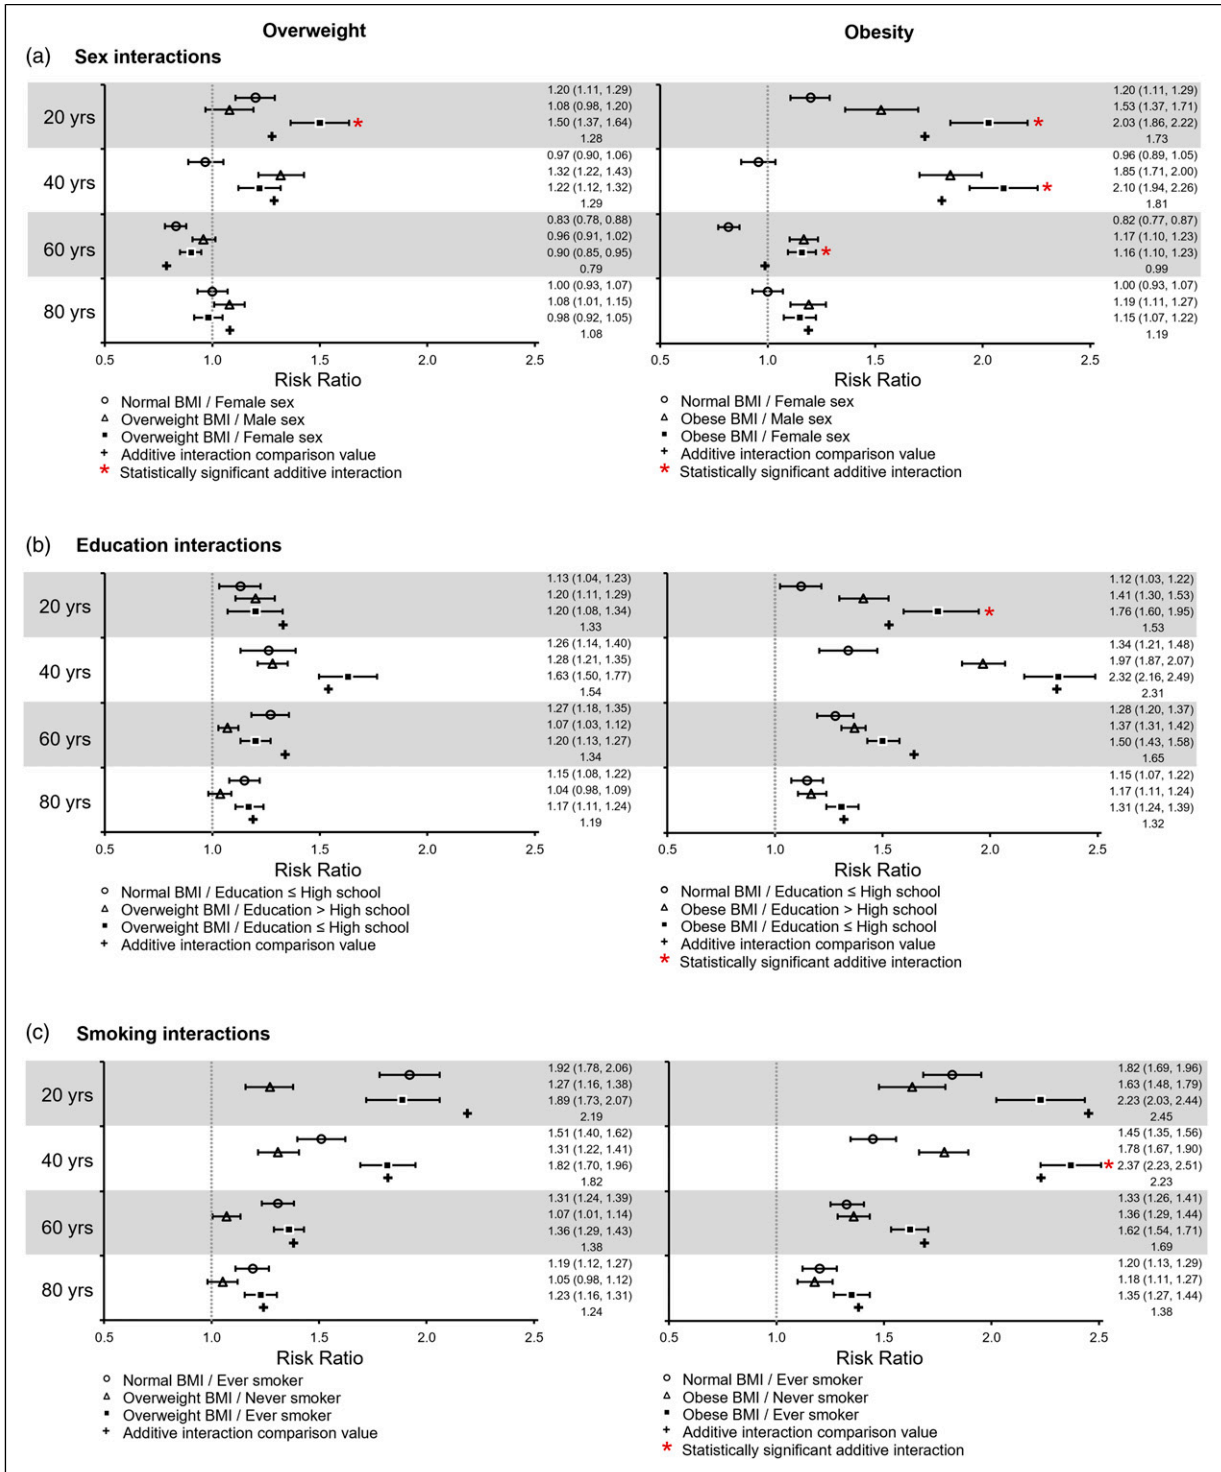 Overweight
Obesity
(a) Sex interactions
20 yrs
1.20 (1.11, 1.29)
1.08 (0.98, 1.20)
1.50 (1.37, 1.64)
*
1.28
40 yrs
0.97 (0.90, 1.06)
1.32 (1.22, 1.43)
1.22 (1.12, 1.32)
1.29
60 yrs
0.83 (0.78, 0.88)
0.96 (0.91, 1.02)
0.90 (0.85, 0.95)
0.79
80 yrs
1.00 (0.93, 1.07)
1.08 (1.01, 1.15)
0.98 (0.92, 1.05)
1.08
0.5 1.0 1.5 2.0 2.5
Risk Ratio
Normal BMI / Female sex
Overweight BMI / Male sex
Overweight BMI / Female sex
+ Additive interaction comparison value
* Statistically significant additive interaction
1.20 (1.11, 1.29)
1.53 (1.37, 1.71)
* 2.03 (1.86, 2.22)
1.73
0.96 (0.89, 1.05)
1.85 (1.71, 2.00)
* 2.10 (1.94, 2.26)
1.81
0.82 (0.77, 0.87)
1.17 (1.10, 1.23)
* 1.16 (1.10, 1.23)
0.99
1.00 (0.93, 1.07)
1.19 (1.11, 1.27)
1.15 (1.07, 1.22)
1.19
0.5 1.0 1.5 2.0 2.5
Risk Ratio
Normal BMI / Female sex
Obese BMI / Male sex
Obese BMI / Female sex
+ Additive interaction comparison value
* Statistically significant additive interaction
(b) Education interactions
20 yrs
1.13 (1.04, 1.23)
1.20 (1.11, 1.29)
1.20 (1.08, 1.34)
1.33
40 yrs
1.26 (1.14, 1.40)
1.28 (1.21, 1.35)
1.63 (1.50, 1.77)
1.54
60 yrs
1.27 (1.18, 1.35)
1.07 (1.03, 1.12)
1.20 (1.13, 1.27)
1.34
80 yrs
1.15 (1.08, 1.22)
1.04 (0.98, 1.09)
1.17 (1.11, 1.24)
1.19
0.5 1.0 1.5 2.0 2.5
Risk Ratio
Normal BMI / Education ≤ High school
Overweight BMI / Education > High school
Overweight BMI / Education ≤ High school
+ Additive interaction comparison value
1.12 (1.03, 1.22)
1.41 (1.30, 1.53)
* 1.76 (1.60, 1.95)
1.53
1.34 (1.21, 1.48)
1.97 (1.87, 2.07)
2.32 (2.16, 2.49)
2.31
1.28 (1.20, 1.37)
1.37 (1.31, 1.42)
1.50 (1.43, 1.58)
1.65
1.15 (1.07, 1.22)
1.17 (1.11, 1.24)
1.31 (1.24, 1.39)
1.32
0.5 1.0 1.5 2.0 2.5
Risk Ratio
Normal BMI / Education ≤ High school
Obese BMI / Education > High school
Obese BMI / Education ≤ High school
+ Additive interaction comparison value
* Statistically significant additive interaction
(c) Smoking interactions
20 yrs
1.92 (1.78, 2.06)
1.27 (1.16, 1.38)
1.89 (1.73, 2.07)
2.19
40 yrs
1.51 (1.40, 1.62)
1.31 (1.22, 1.41)
1.82 (1.70, 1.96)
1.82
60 yrs
1.31 (1.24, 1.39)
1.07 (1.01, 1.14)
1.36 (1.29, 1.43)
1.38
80 yrs
1.19 (1.12, 1.27)
1.05 (0.98, 1.12)
1.23 (1.16, 1.31)
1.24
0.5 1.0 1.5 2.0 2.5
Risk Ratio
Normal BMI / Ever smoker
Overweight BMI / Never smoker
Overweight BMI / Ever smoker
+ Additive interaction comparison value
1.82 (1.69, 1.96)
1.63 (1.48, 1.79)
2.23 (2.03, 2.44)
2.45
1.45 (1.35, 1.56)
1.78 (1.67, 1.90)
* 2.37 (2.23, 2.51)
2.23
1.33 (1.26, 1.41)
1.36 (1.29, 1.44)
1.62 (1.54, 1.71)
1.69
1.20 (1.13, 1.29)
1.18 (1.11, 1.27)
1.35 (1.27, 1.44)
1.38
0.5 1.0 1.5 2.0 2.5
Risk Ratio
Normal BMI / Ever smoker
Obese BMI / Never smoker
Obese BMI / Ever smoker
+ Additive interaction comparison value
* Statistically significant additive interaction